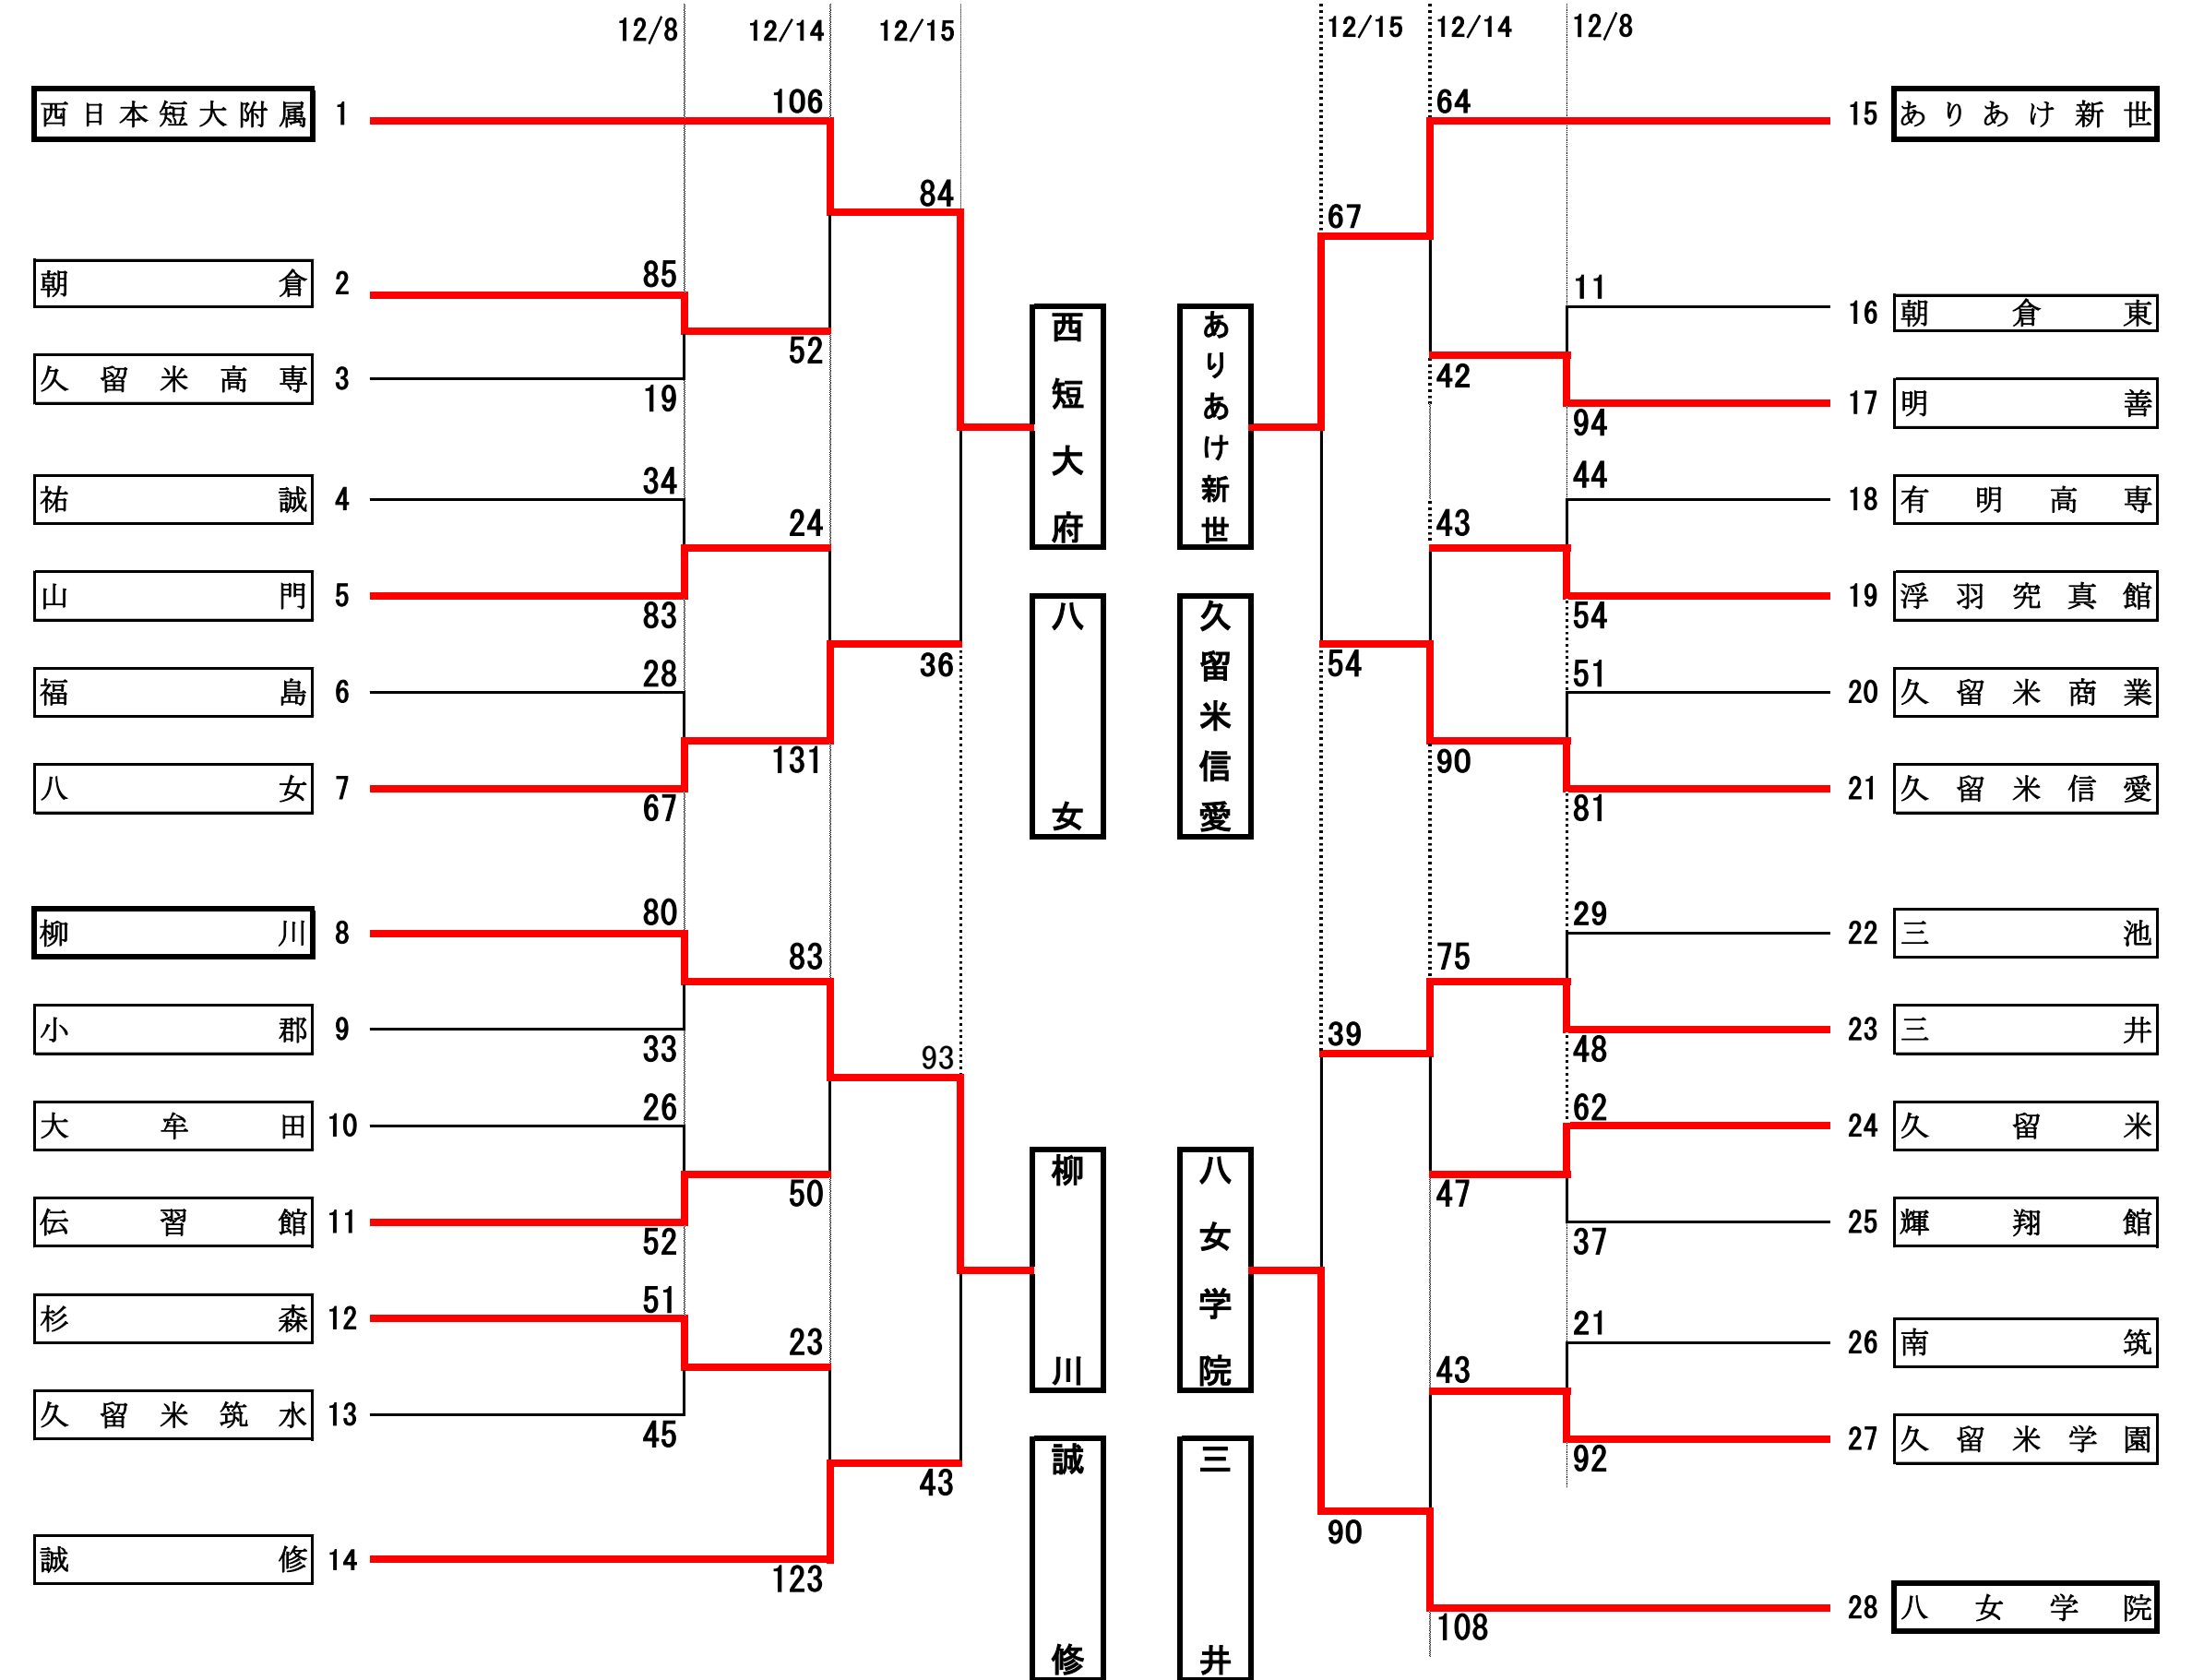 12/8 12/14 12/15 12/15 12/14 12/8
西日本短大附属 1 106
84
朝倉 2 85
52
久留米高専 3 19
祐誠 4 34
24
山門 5 83
36
福島 6 28
131
八女 7 67
柳川 8 80
83
小郡 9 33
93
大牟田 10 26
50
伝習館 11 52
杉森 12 51
23
久留米筑水 13 45
43
誠修 14 123
西短大府
八女
柳川
誠修
ありあけ新世
久留米信愛
八女学院
三井
64 15 ありあけ新世
67
11 16 朝倉東
42
94 17 明善
44 18 有明高専
43
54 19 浮羽究真館
54
51 20 久留米商業
90
81 21 久留米信愛
29 22 三池
75
48 23 三井
39
62 24 久留米
47
37 25 輝翔館
21 26 南筑
43
92 27 久留米学園
90
108 28 八女学院